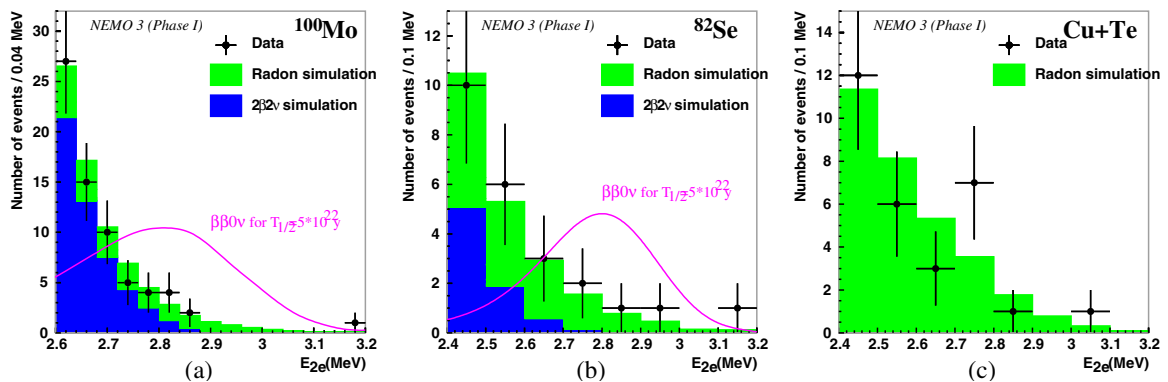 NEMO 3 (Phase I)
100Mo
Data
Radon simulation
2β2ν simulation
ββ0ν for T1/2=5*10^22y
Number of events / 0.04 MeV
30
25
20
15
10
5
0
2.6 2.7 2.8 2.9 3 3.1 3.2
E2e(MeV)
(a)
NEMO 3 (Phase I)
82Se
Data
Radon simulation
2β2ν simulation
ββ0ν for T1/2=5*10^22y
Number of events / 0.1 MeV
12
10
8
6
4
2
0
2.4 2.5 2.6 2.7 2.8 2.9 3 3.1 3.2
E2e(MeV)
(b)
NEMO 3 (Phase I)
Cu+Te
Data
Radon simulation
Number of events / 0.1 MeV
14
12
10
8
6
4
2
0
2.4 2.5 2.6 2.7 2.8 2.9 3 3.1 3.2
E2e(MeV)
(c)